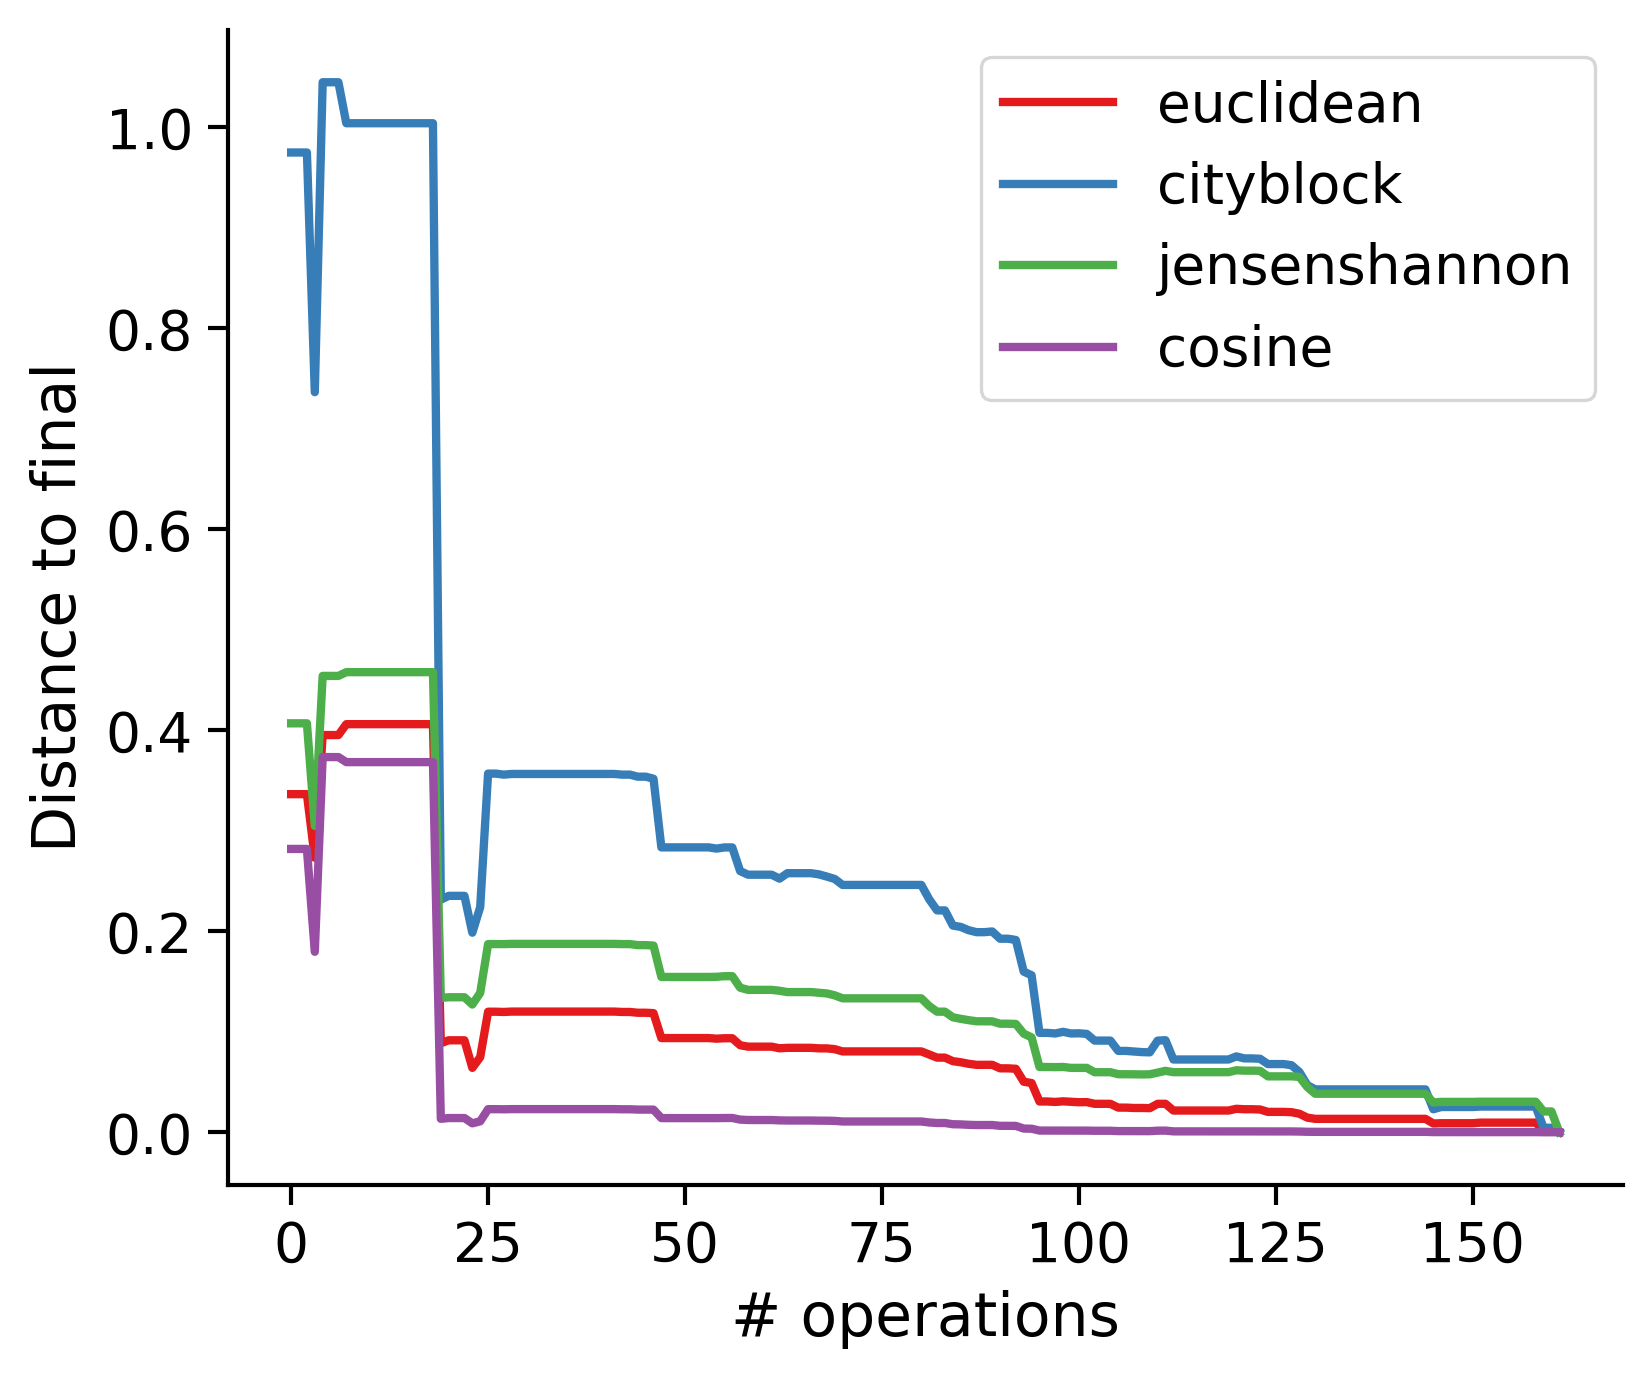 euclidean
cityblock
jensenshannon
cosine
Distance to final
1.0
0.8
0.6
0.4
0.2
0.0
0 25 50 75 100 125 150
# operations